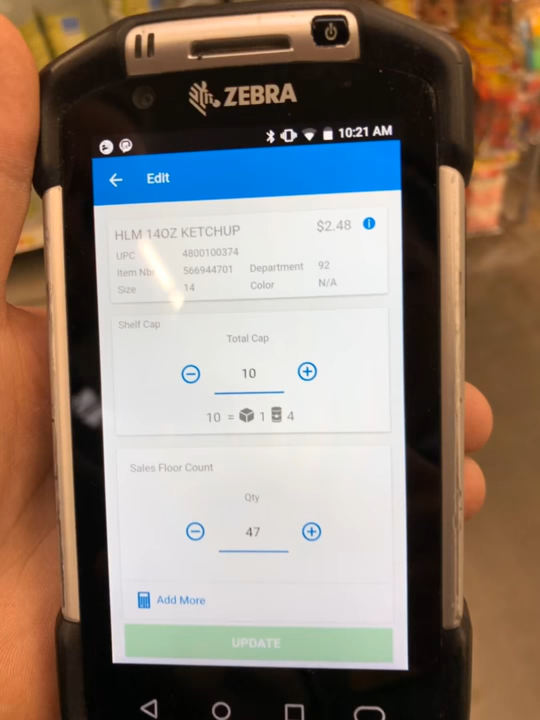 ZEBRA
10:21 AM
Edit
HLM 14OZ KETCHUP $2.48
UPC 4800100374
Item Nbr 566944701 Department 92
Size 14 Color N/A
Shelf Cap
Total Cap
10
10 = 1 4
Sales Floor Count
Qty
47
Add More
UPDATE